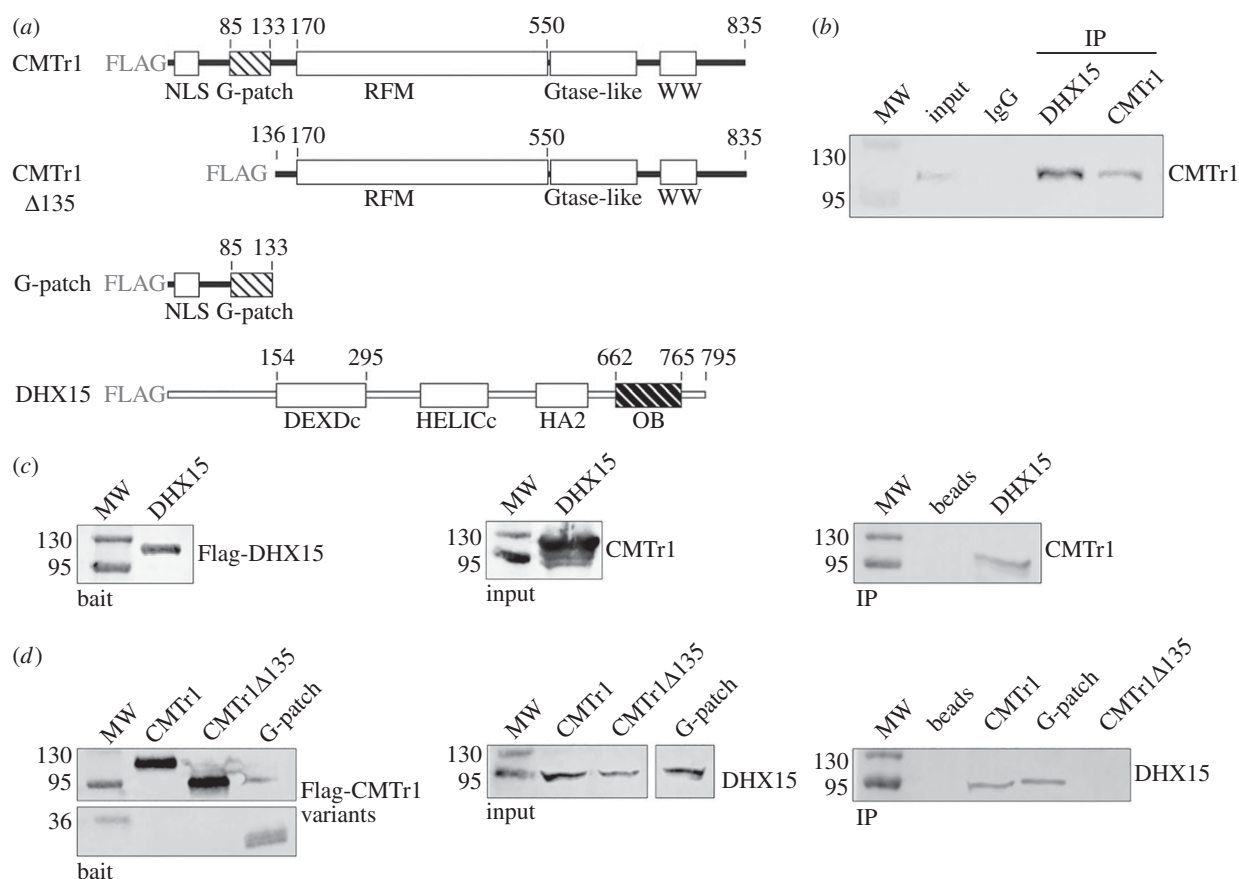 (a)
85 133 170 550 835
CMTr1 FLAG
NLS G-patch RFM Gtase-like WW
136 170 550 835
CMTr1 FLAG
Δ135
RFM Gtase-like WW
85 133
G-patch FLAG
NLS G-patch
154 295 662 765 795
DHX15 FLAG
DEXDc HELICc HA2 OB
(b)
IP
MW input IgG DHX15 CMTr1
130
CMTr1
95
(c)
MW DHX15
130
Flag-DHX15
95
bait
MW DHX15
130
CMTr1
95
input
MW beads DHX15
130
CMTr1
95
IP
(d)
MW CMTr1 CMTr1Δ135 G-patch
130
95
Flag-CMTr1
variants
36
bait
MW CMTr1 CMTr1Δ135 G-patch
130
95
DHX15
input
MW beads CMTr1 G-patch CMTr1Δ135
130
DHX15
95
IP